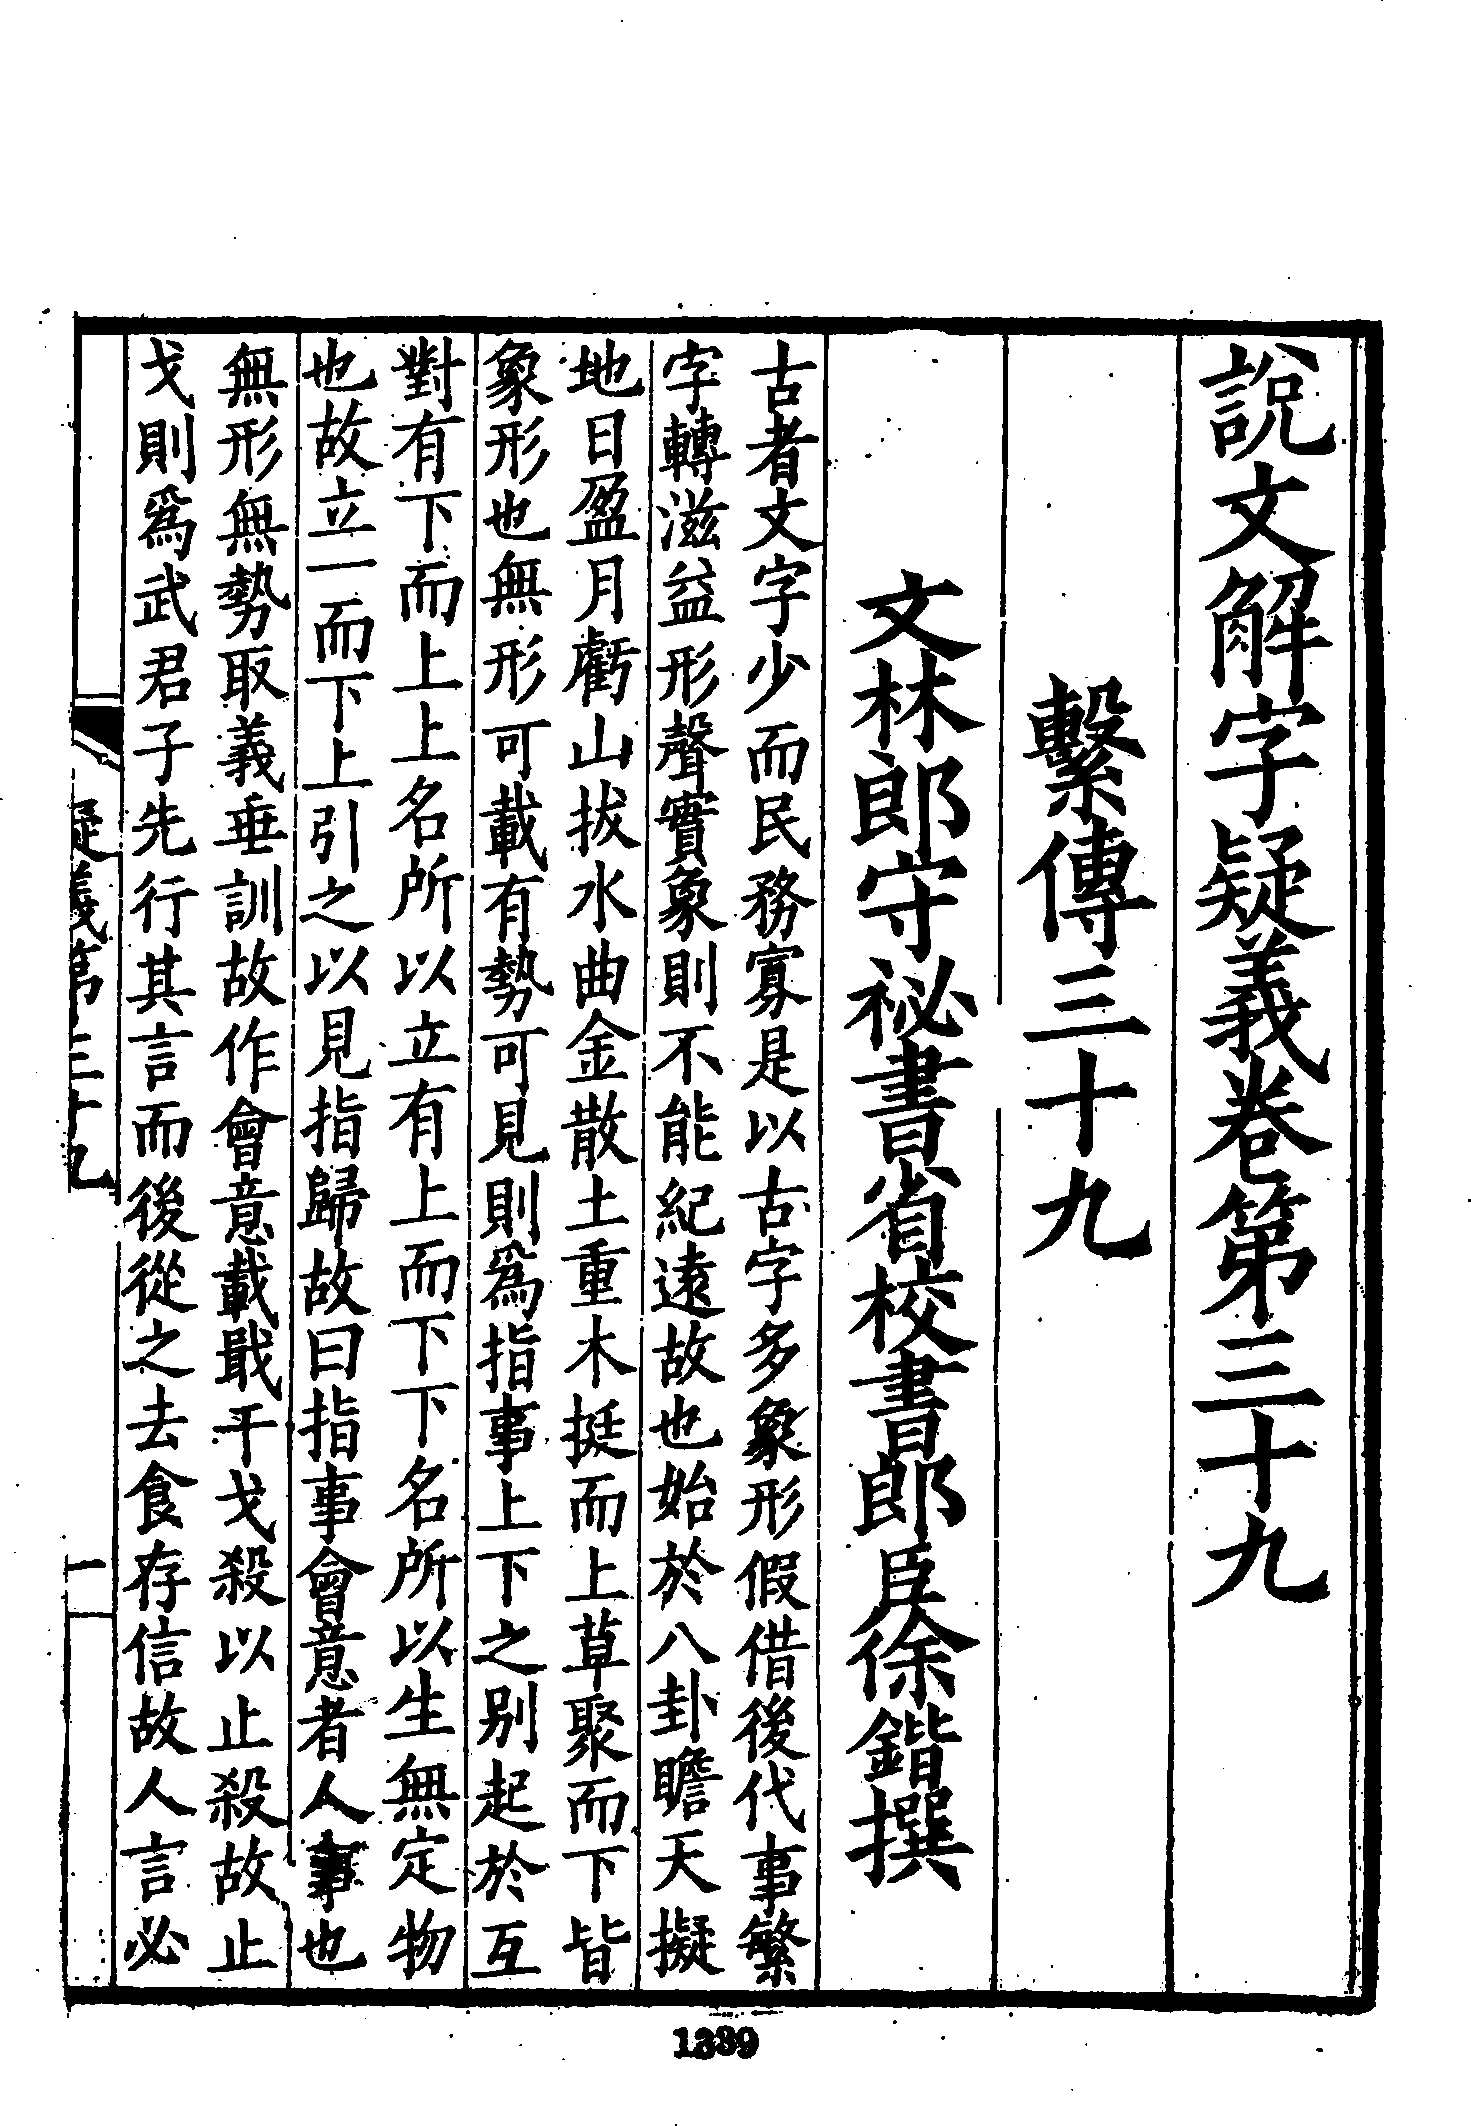 說文解字疑義卷第三十九
繫傳三十九
文林郎守祕書省校書郎臣徐鍇撰
古者文字少而民務寡是以古字多象形假借後代事繁
字轉滋益形聲實象則不能紀遠故也始於八卦瞻天擬
地日盈月虧山拔水曲金散土重木挺而上草聚而下皆
象形也無形可載有勢可見則爲指事上下之別起於互
對有下而上上名所以立有上而下下名所以生無定物
也故立一而下上引之以見指歸故曰指事會意者人事也
無形無勢取義垂訓故作會意載戢干戈殺以止殺故止
戈則爲武君子先行其言而後從之去食存信故人言必
疑義第三十九
一
1339